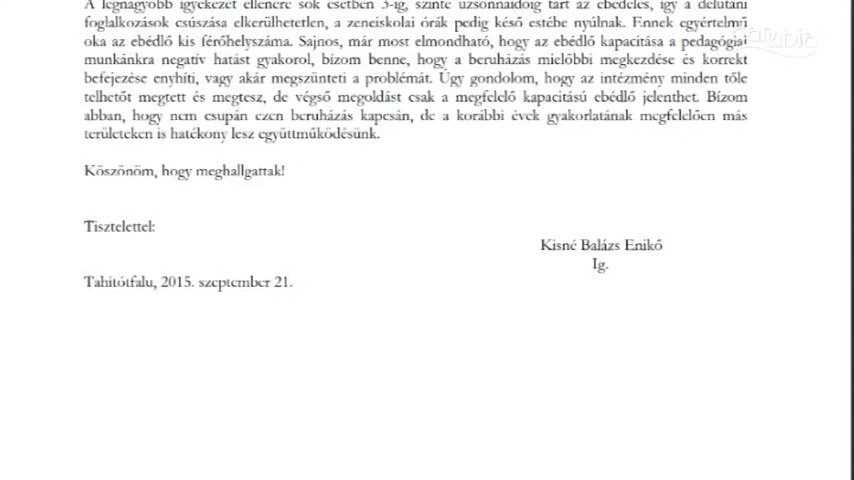 A legnagyobb igyekezet ellenére sok esetben 3-ig, szinte uzsonnaidőig tart az ebédelés, így a délutáni
foglalkozások csúszása elkerülhetetlen, a zeneiskolai órák pedig késő estébe nyúlnak. Ennek egyértelmű
oka az ebédlő kis férőhelyszáma. Sajnos, már most elmondható, hogy az ebédlő kapacitása a pedagógiai
munkánkra negatív hatást gyakorol, bízom benne, hogy a beruházás mielőbbi megkezdése és korrekt
befejezése enyhíti, vagy akár megszünteti a problémát. Úgy gondolom, hogy az intézmény minden tőle
telhetőt megtett és megtesz, de végső megoldást csak a megfelelő kapacitású ebédlő jelenthet. Bízom
abban, hogy nem csupán ezen beruházás kapcsán, de a korábbi évek gyakorlatának megfelelően más
területeken is hatékony lesz együttműködésünk.
Köszönöm, hogy meghallgattak!
Tisztelettel:
Kisné Balázs Enikő
Ig.
Tahitótfalu, 2015. szeptember 21.